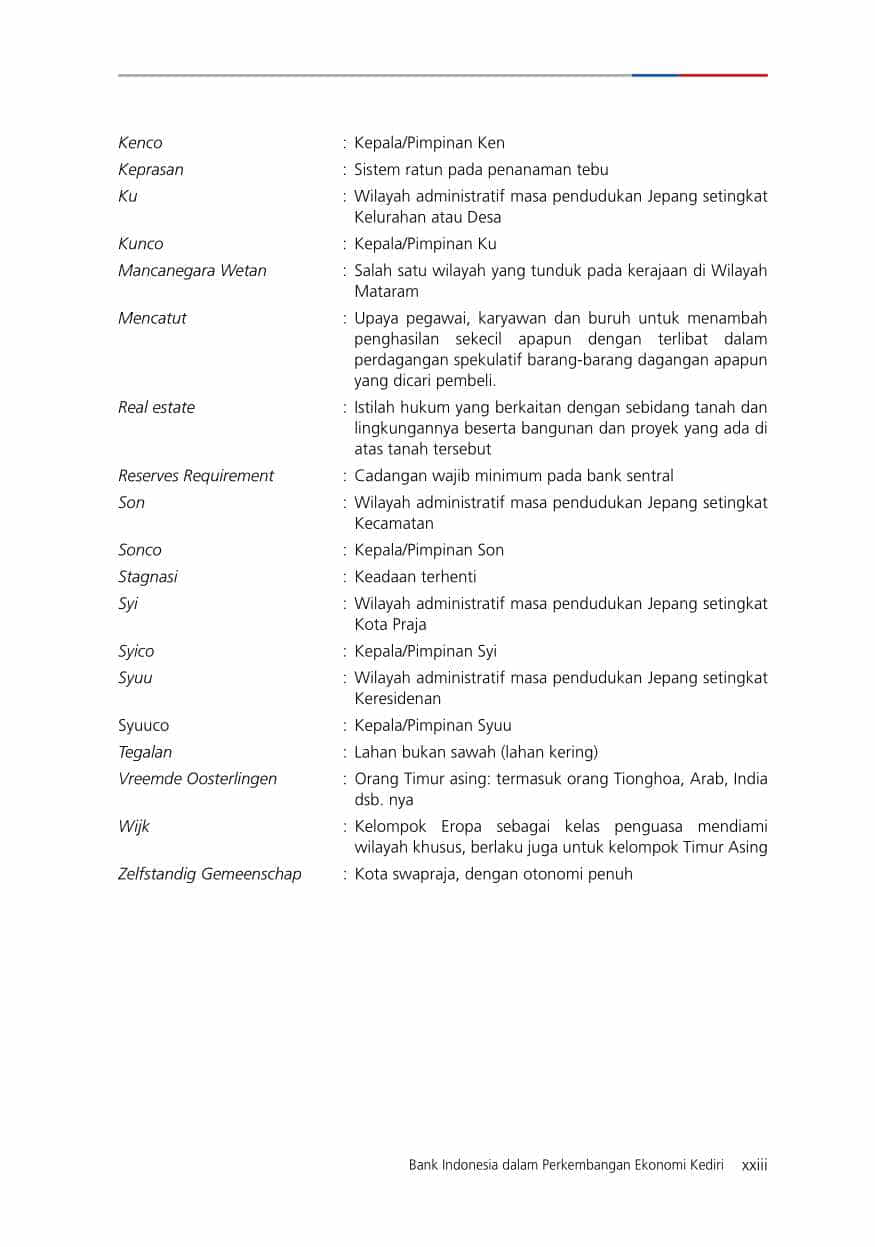 Kenco : Kepala/Pimpinan Ken
Keprasan : Sistem ratun pada penanaman tebu
Ku : Wilayah administratif masa pendudukan Jepang setingkat
Kelurahan atau Desa
Kunco : Kepala/Pimpinan Ku
Mancanegara Wetan : Salah satu wilayah yang tunduk pada kerajaan di Wilayah
Mataram
Mencatut : Upaya pegawai, karyawan dan buruh untuk menambah
penghasilan sekecil apapun dengan terlibat dalam
perdagangan spekulatif barang-barang dagangan apapun
yang dicari pembeli.
Real estate : Istilah hukum yang berkaitan dengan sebidang tanah dan
lingkungannya beserta bangunan dan proyek yang ada di
atas tanah tersebut
Reserves Requirement : Cadangan wajib minimum pada bank sentral
Son : Wilayah administratif masa pendudukan Jepang setingkat
Kecamatan
Sonco : Kepala/Pimpinan Son
Stagnasi : Keadaan terhenti
Syi : Wilayah administratif masa pendudukan Jepang setingkat
Kota Praja
Syico : Kepala/Pimpinan Syi
Syuu : Wilayah administratif masa pendudukan Jepang setingkat
Keresidenan
Syuuco : Kepala/Pimpinan Syuu
Tegalan : Lahan bukan sawah (lahan kering)
Vreemde Oosterlingen : Orang Timur asing: termasuk orang Tionghoa, Arab, India
dsb. nya
Wijk : Kelompok Eropa sebagai kelas penguasa mendiami
wilayah khusus, berlaku juga untuk kelompok Timur Asing
Zelfstandig Gemeenschap : Kota swapraja, dengan otonomi penuh
Bank Indonesia dalam Perkembangan Ekonomi Kediri xxiii